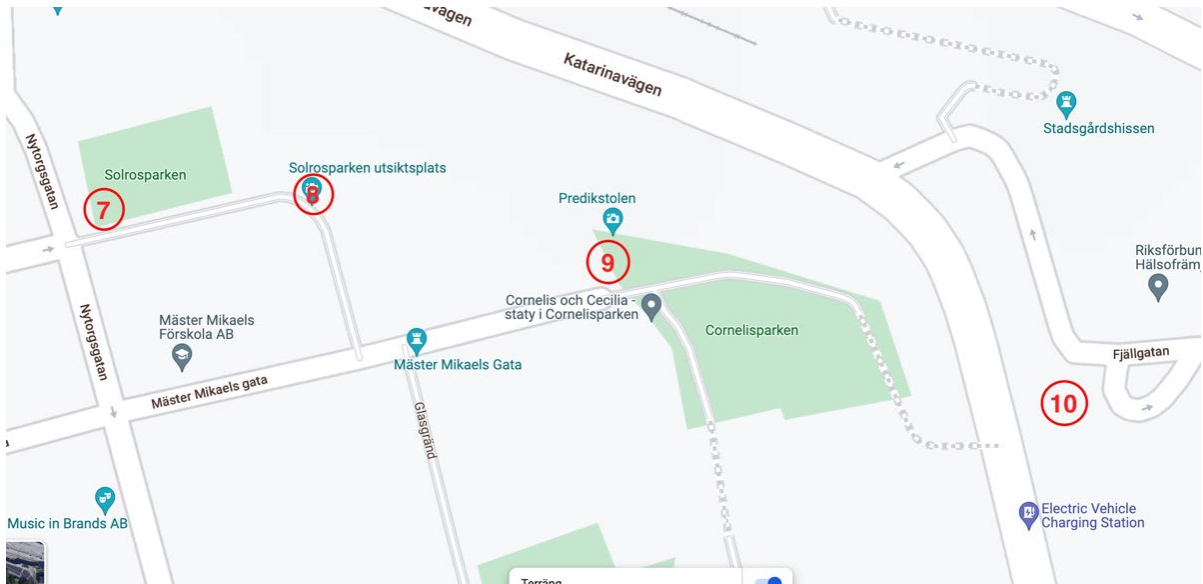 vägen
Katarinavägen
Nytorgsgatan
Solrosparken
Solrosparken utsiktsplats
7
8
Predikstolen
9
Stadsgårdshissen
Riksförbun
Hälsofräm
Nytorgsgatan
Mäster Mikaels
Förskola AB
Cornelis och Cecilia -
staty i Cornelisparken
Cornelisparken
Mäster Mikaels Gata
Fjällgatan
Mäster Mikaels gata
10
Glasgränd
Music in Brands AB
Electric Vehicle
Charging Station
Terräng